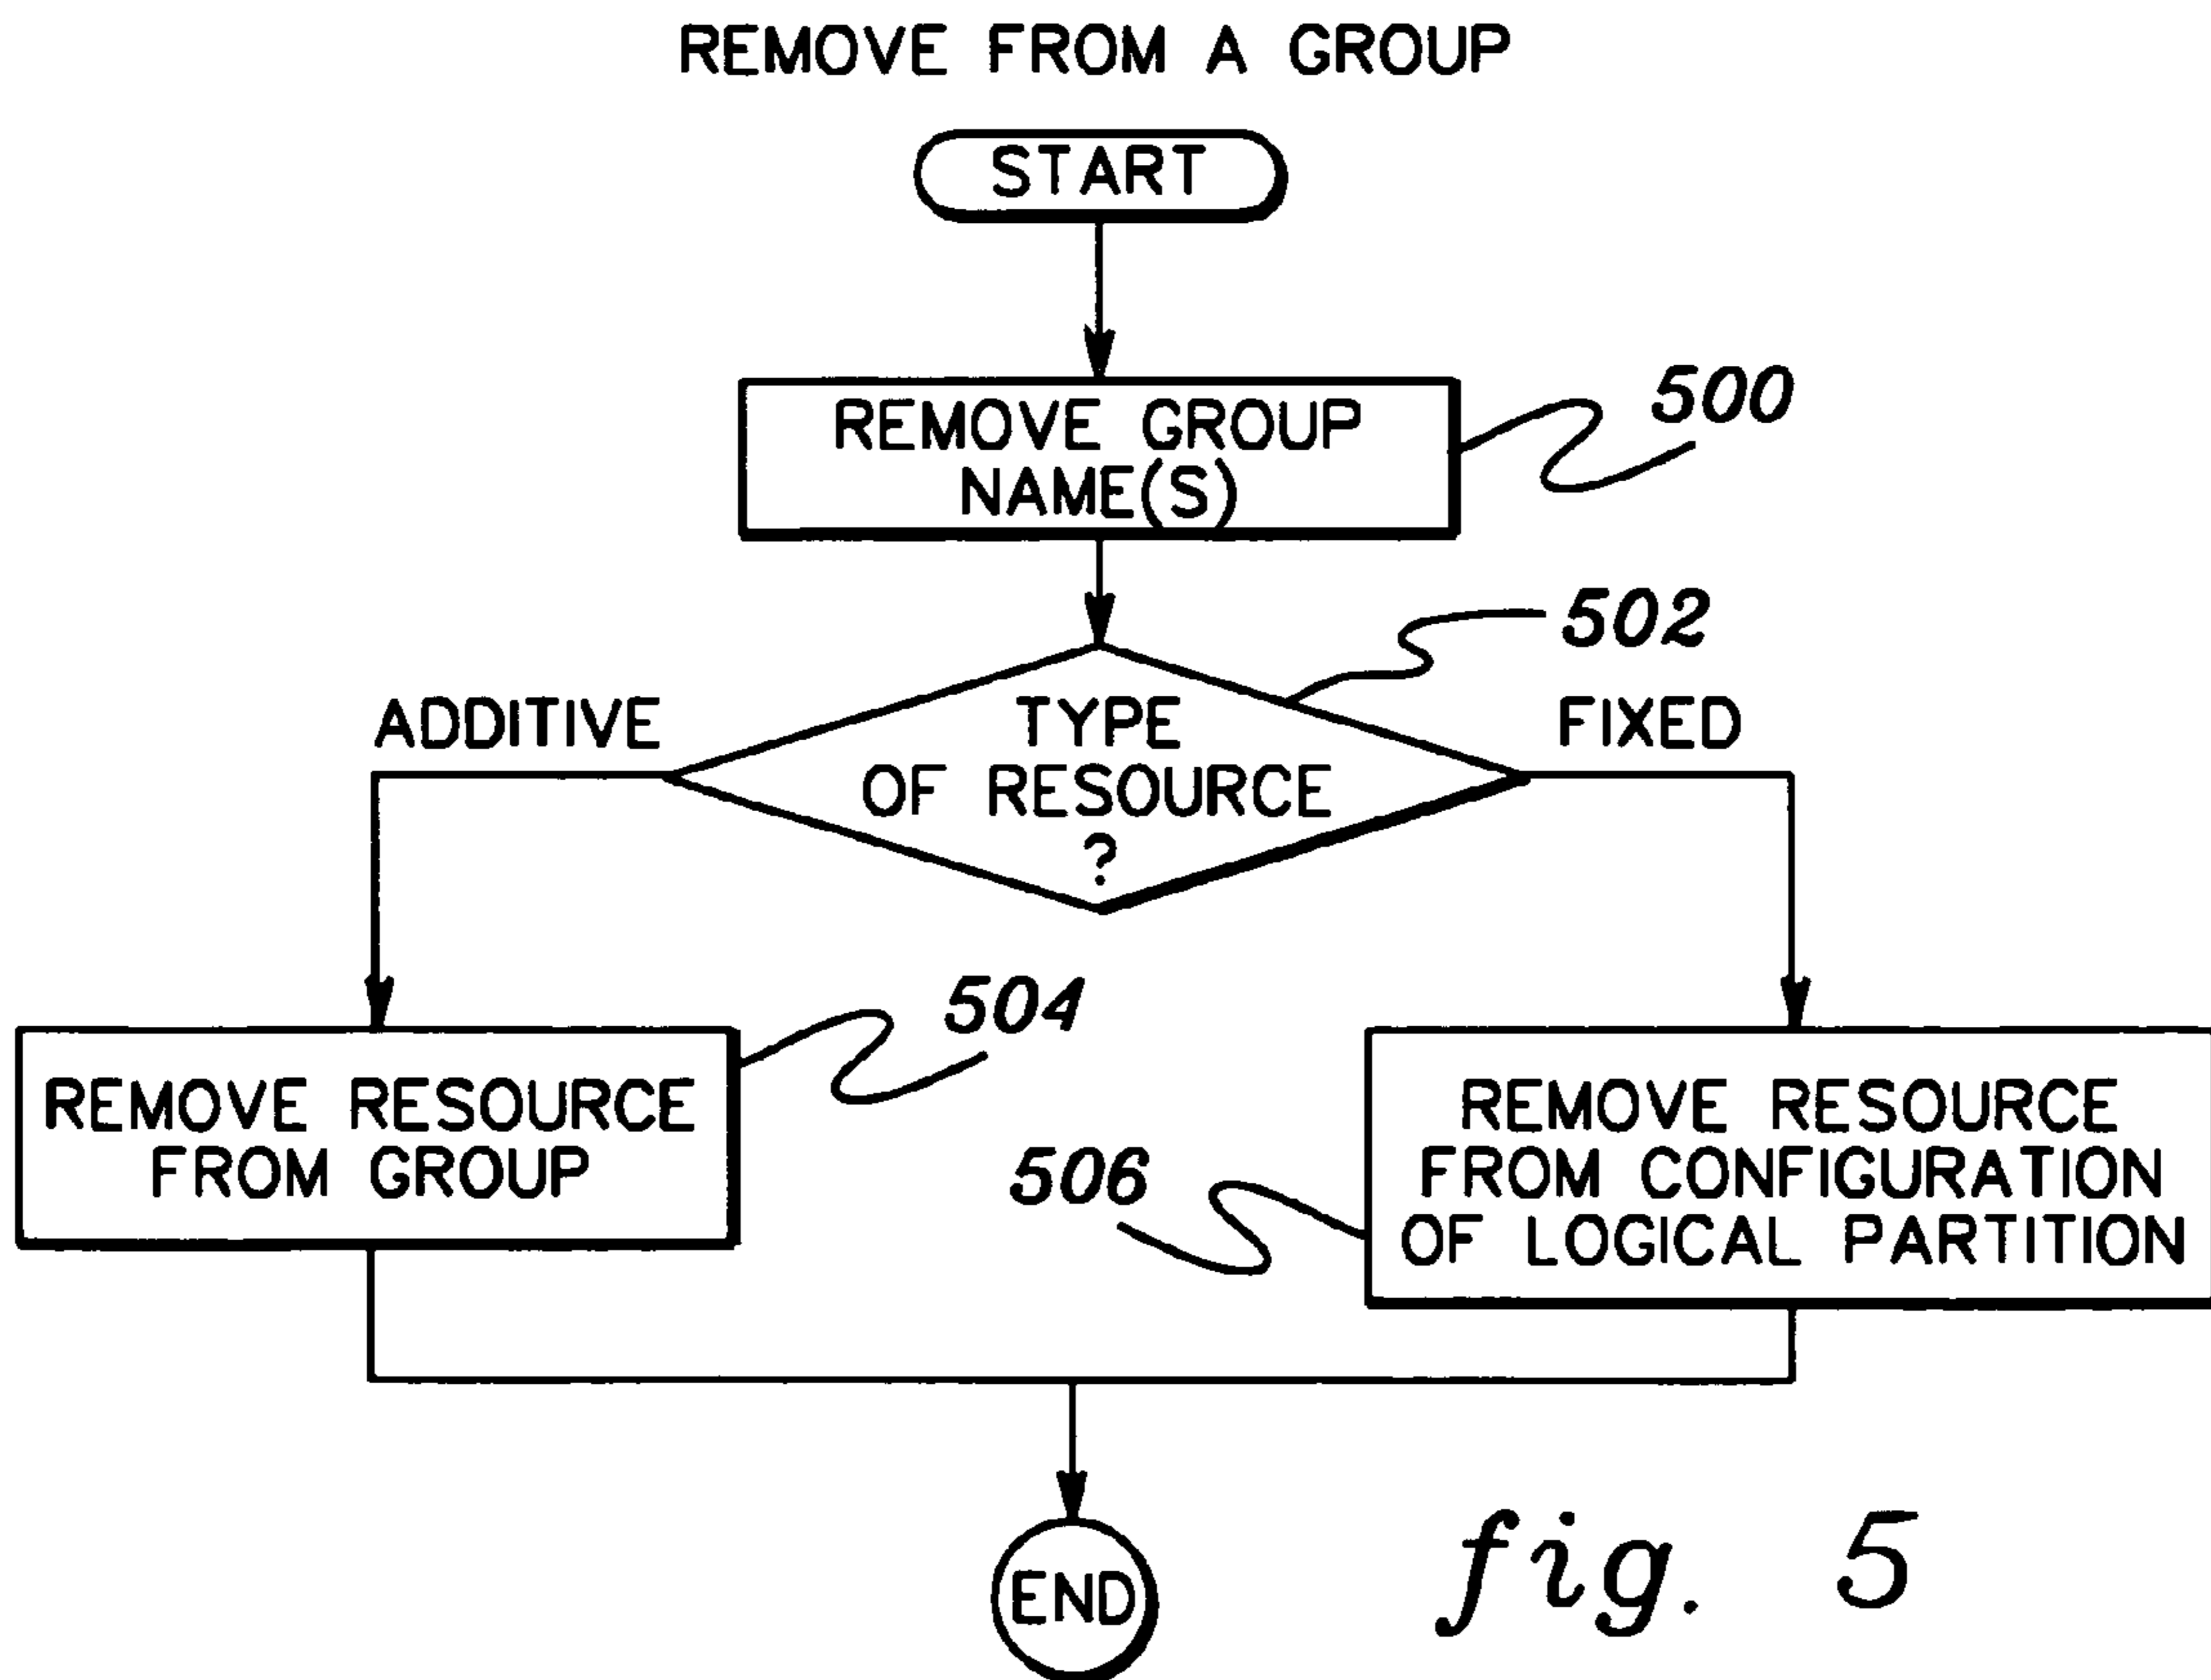 REMOVE FROM A GROUP
START
REMOVE GROUP
NAME(S)
500
502
ADDITIVE
TYPE
OF RESOURCE
?
FIXED
504
REMOVE RESOURCE
FROM GROUP
506
REMOVE RESOURCE
FROM CONFIGURATION
OF LOGICAL PARTITION
END
fig. 5